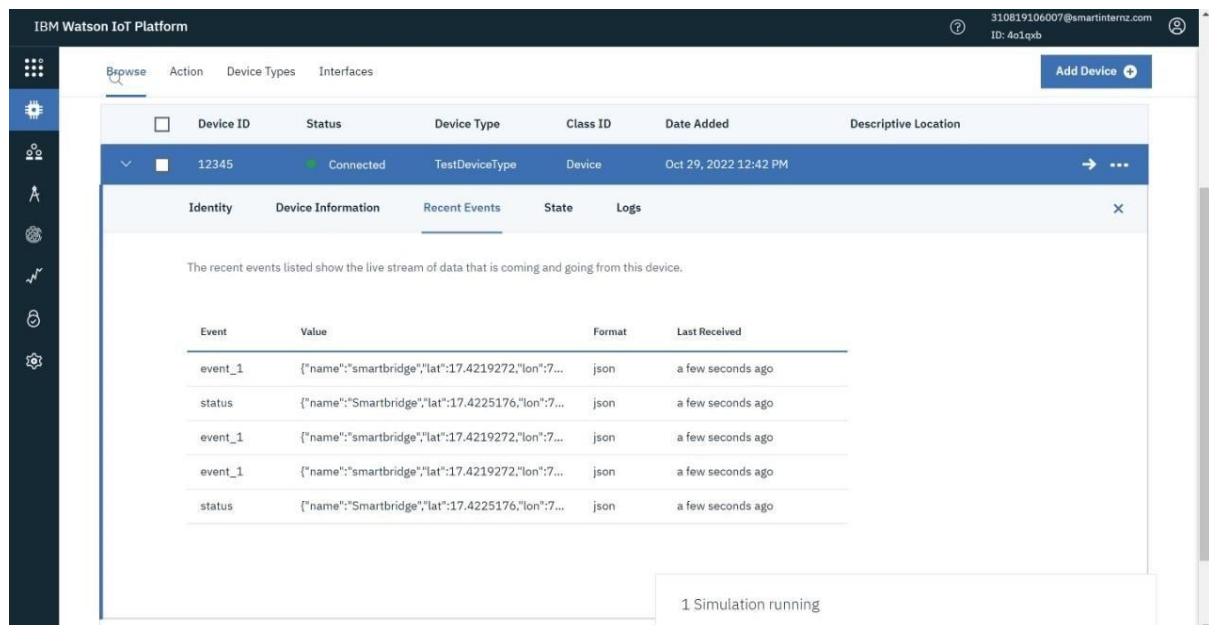 IBM Watson IoT Platform
310819106007@smartinternz.com
ID: 4o1qxb
Browse Action Device Types Interfaces
Add Device
Device ID Status Device Type Class ID Date Added Descriptive Location
12345 Connected TestDeviceType Device Oct 29, 2022 12:42 PM
Identity Device Information Recent Events State Logs
The recent events listed show the live stream of data that is coming and going from this device.
Event Value Format Last Received
event_1 {"name":"smartbridge","lat":17.4219272,"lon":7... json a few seconds ago
status {"name":"Smartbridge","lat":17.4225176,"lon":7... json a few seconds ago
event_1 {"name":"smartbridge","lat":17.4219272,"lon":7... json a few seconds ago
event_1 {"name":"smartbridge","lat":17.4219272,"lon":7... json a few seconds ago
status {"name":"Smartbridge","lat":17.4225176,"lon":7... json a few seconds ago
1 Simulation running